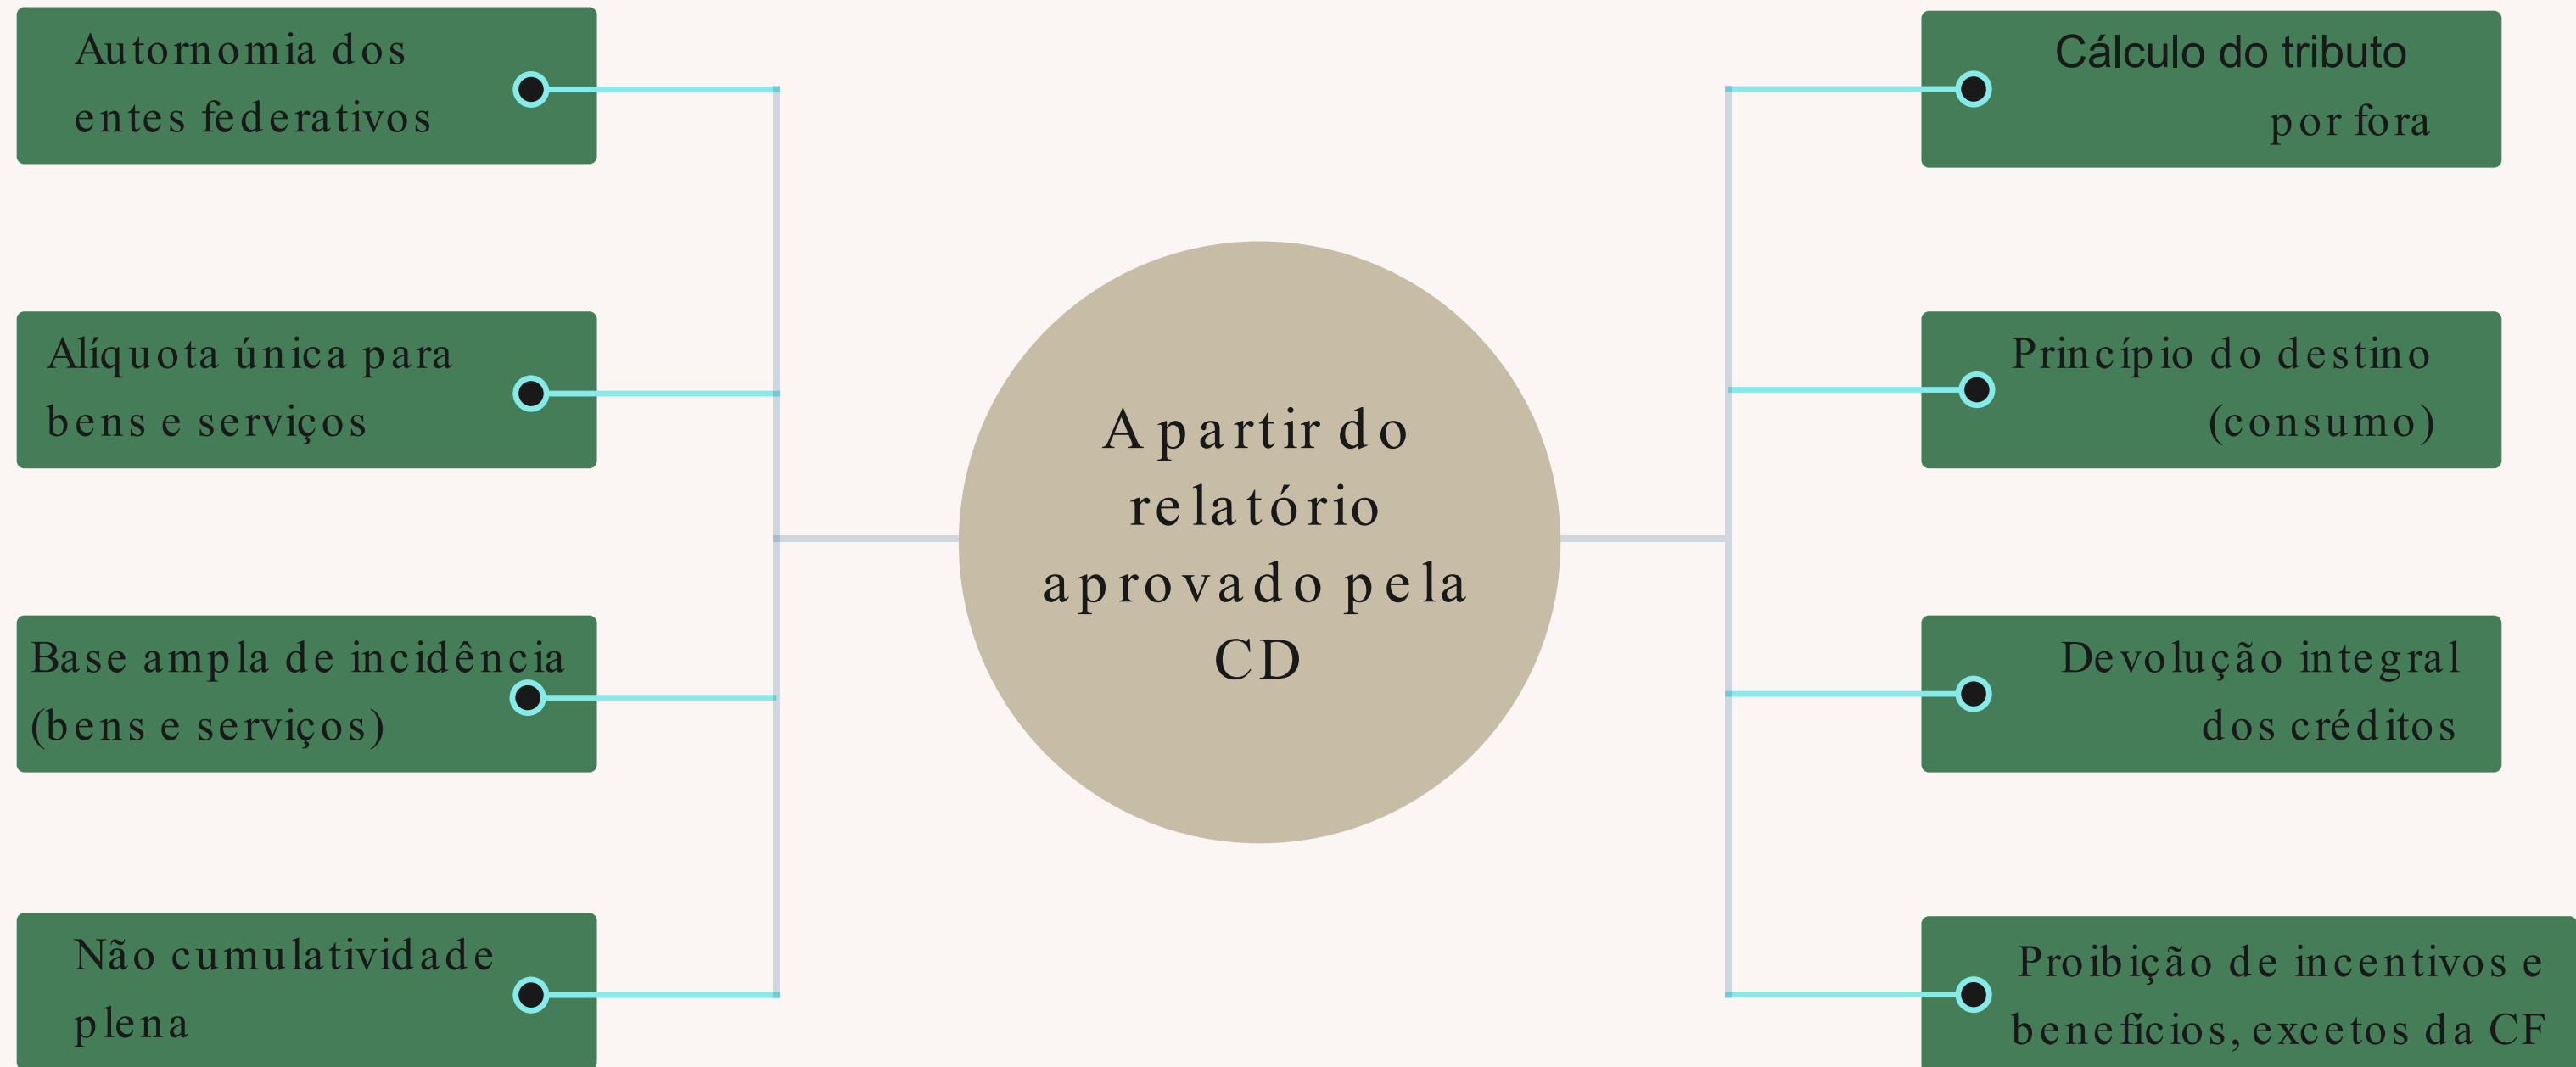 Autornomia dos
entes federativos
Alíquota única para
bens e serviços
Base ampla de incidência
(bens e serviços)
Não cumulatividade
plena
A partir do
relatório
aprovado pela
CD
Cálculo do tributo
por fora
Princípio do destino
(consumo)
Devolução integral
dos créditos
Proibição de incentivos e
benefícios, excetos da CF